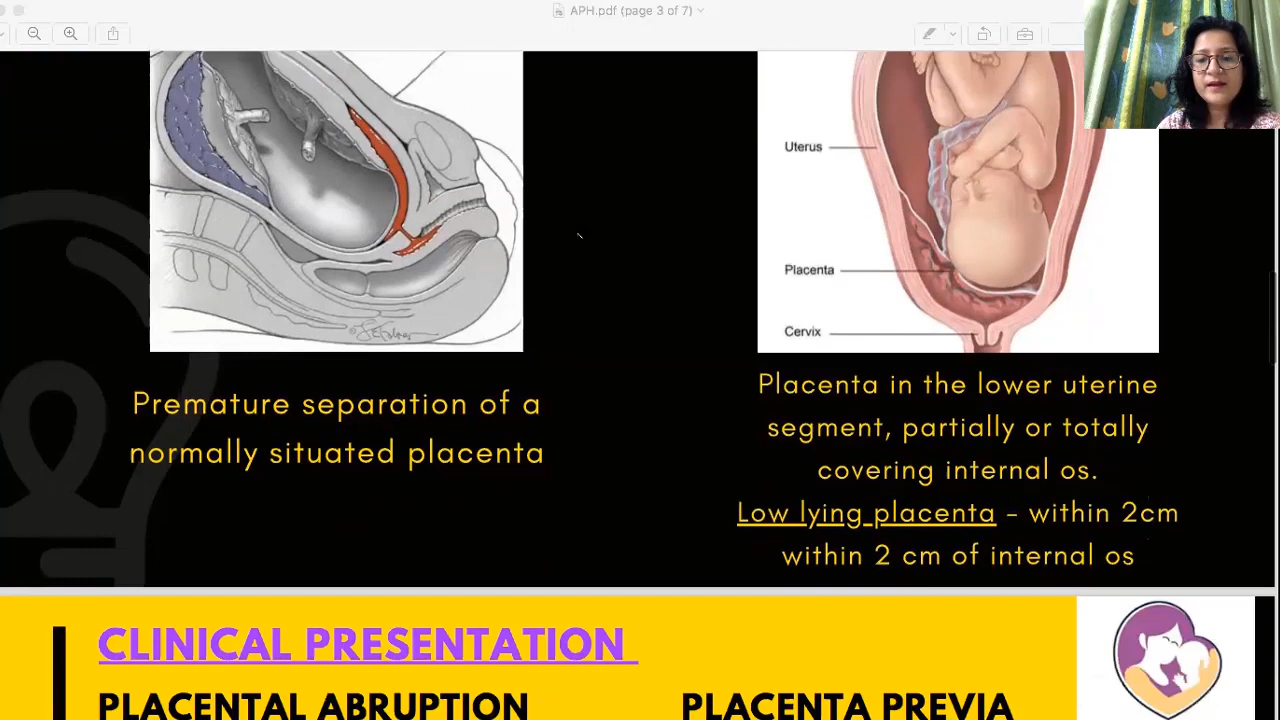 APH.pdf (page 3 of 7)
Uterus
Placenta
Cervix
Premature separation of a
normally situated placenta
Placenta in the lower uterine
segment, partially or totally
covering internal os.
Low lying placenta - within 2cm
within 2 cm of internal os
CLINICAL PRESENTATION
PLACENTAL ABRUPTION
PLACENTA PREVIA